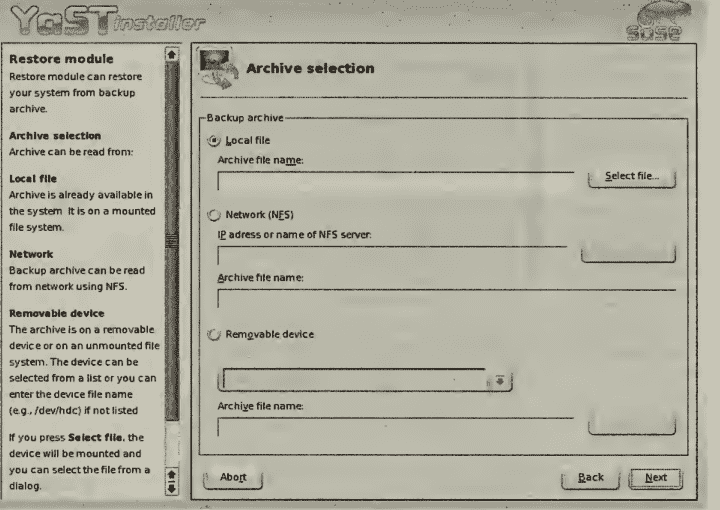 YaST installer
SuSE
Restore module
Restore module can restore
your system from backup
archive.
Archive selection
Archive can be read from:
Local file
Archive is already available in
the system. It is on a mounted
file system.
Network
Backup archive can be read
from network using NFS.
Removable device
The archive is on a removable
device or on an unmounted file
system. The device can be
selected from a list or you can
enter the device file name
(e.g., /dev/hdc) if not listed
If you press Select file, the
device will be mounted and
you can select the file from a
dialog.
Archive selection
Backup archive
Local file
Archive file name:
Select file...
Network (NFS)
IP adress or name of NFS server:
Archive file name:
Removable device
Archive file name:
Abort
Back
Next